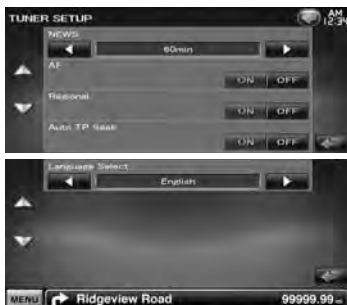 TUNER SETUP
AM
12:34
NEWS
60min
AF
ON OFF
Regional
ON OFF
Auto TP Seek
ON OFF
Language Select
English
MENU Ridgeview Road 99999.99